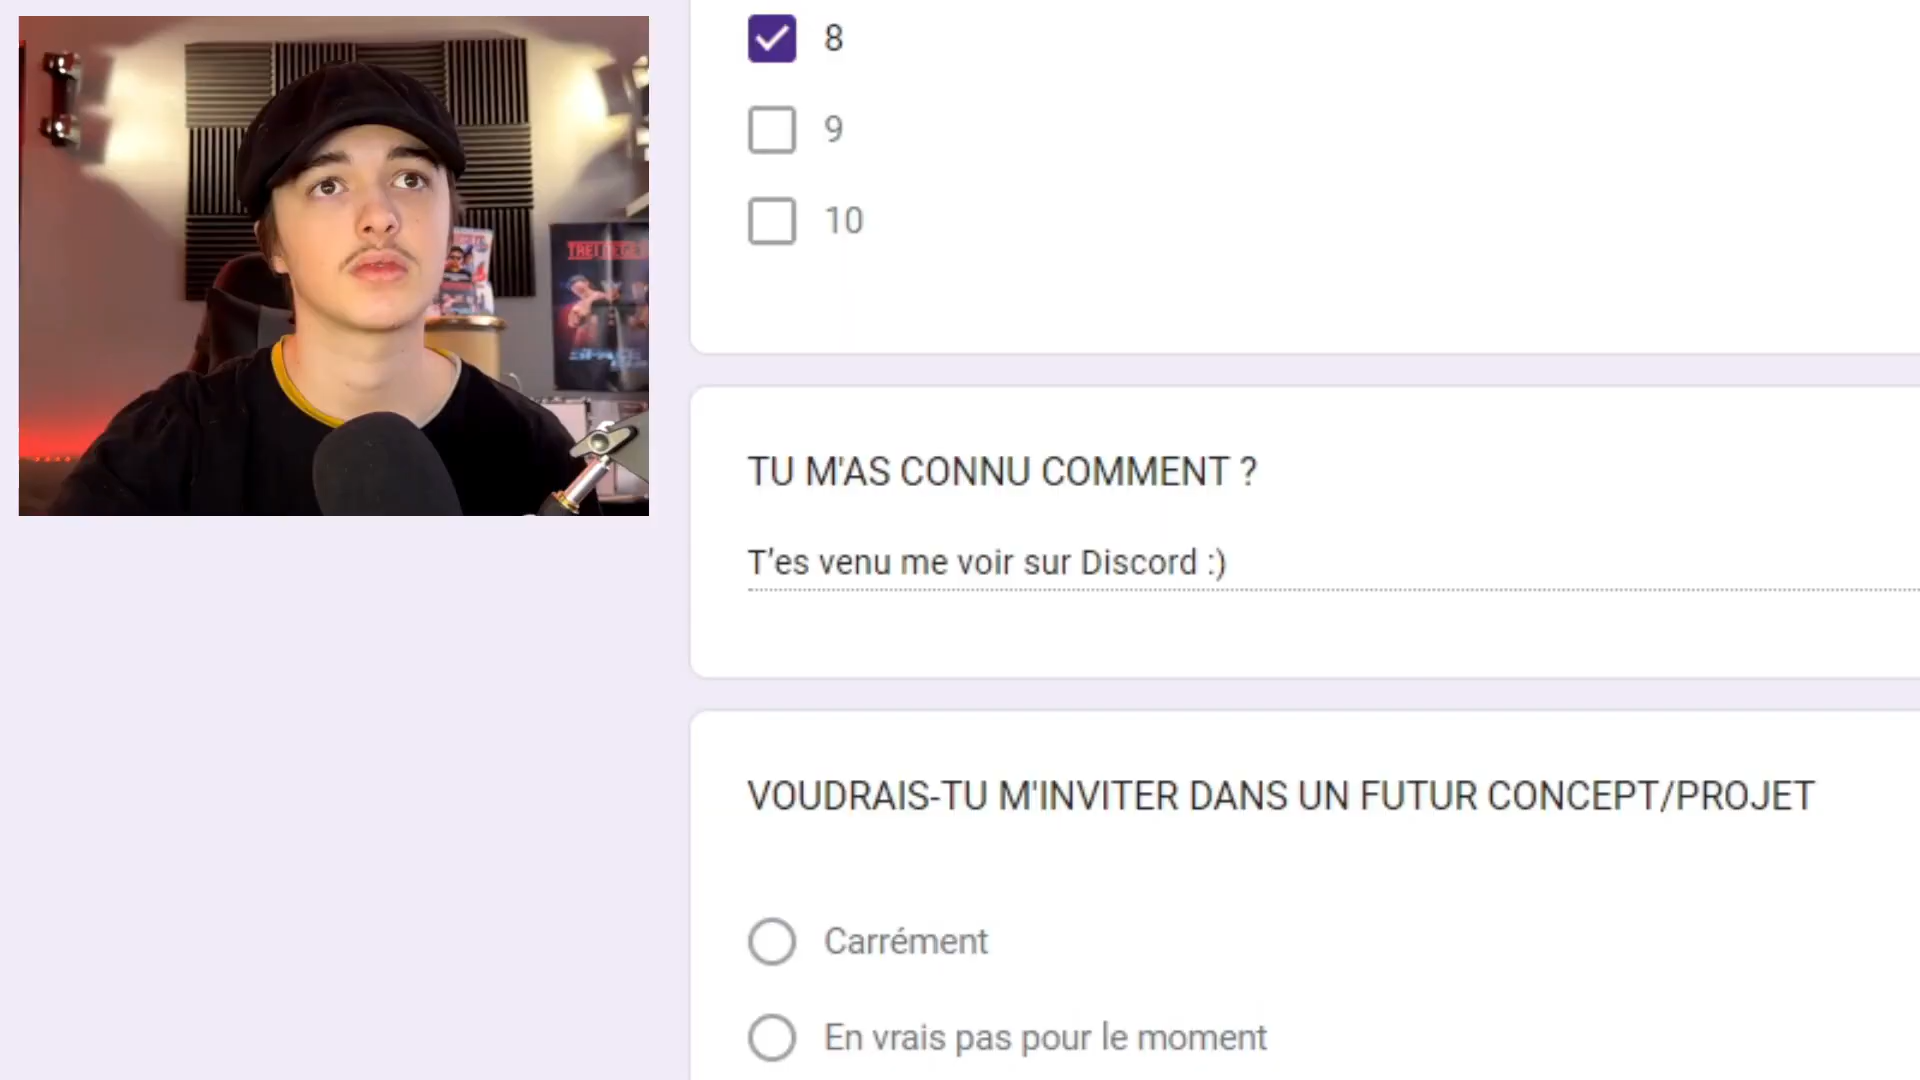 8
9
10
TU M'AS CONNU COMMENT ?
T'es venu me voir sur Discord :)
VOUDRAIS-TU M'INVITER DANS UN FUTUR CONCEPT/PROJET
Carrément
En vrais pas pour le moment